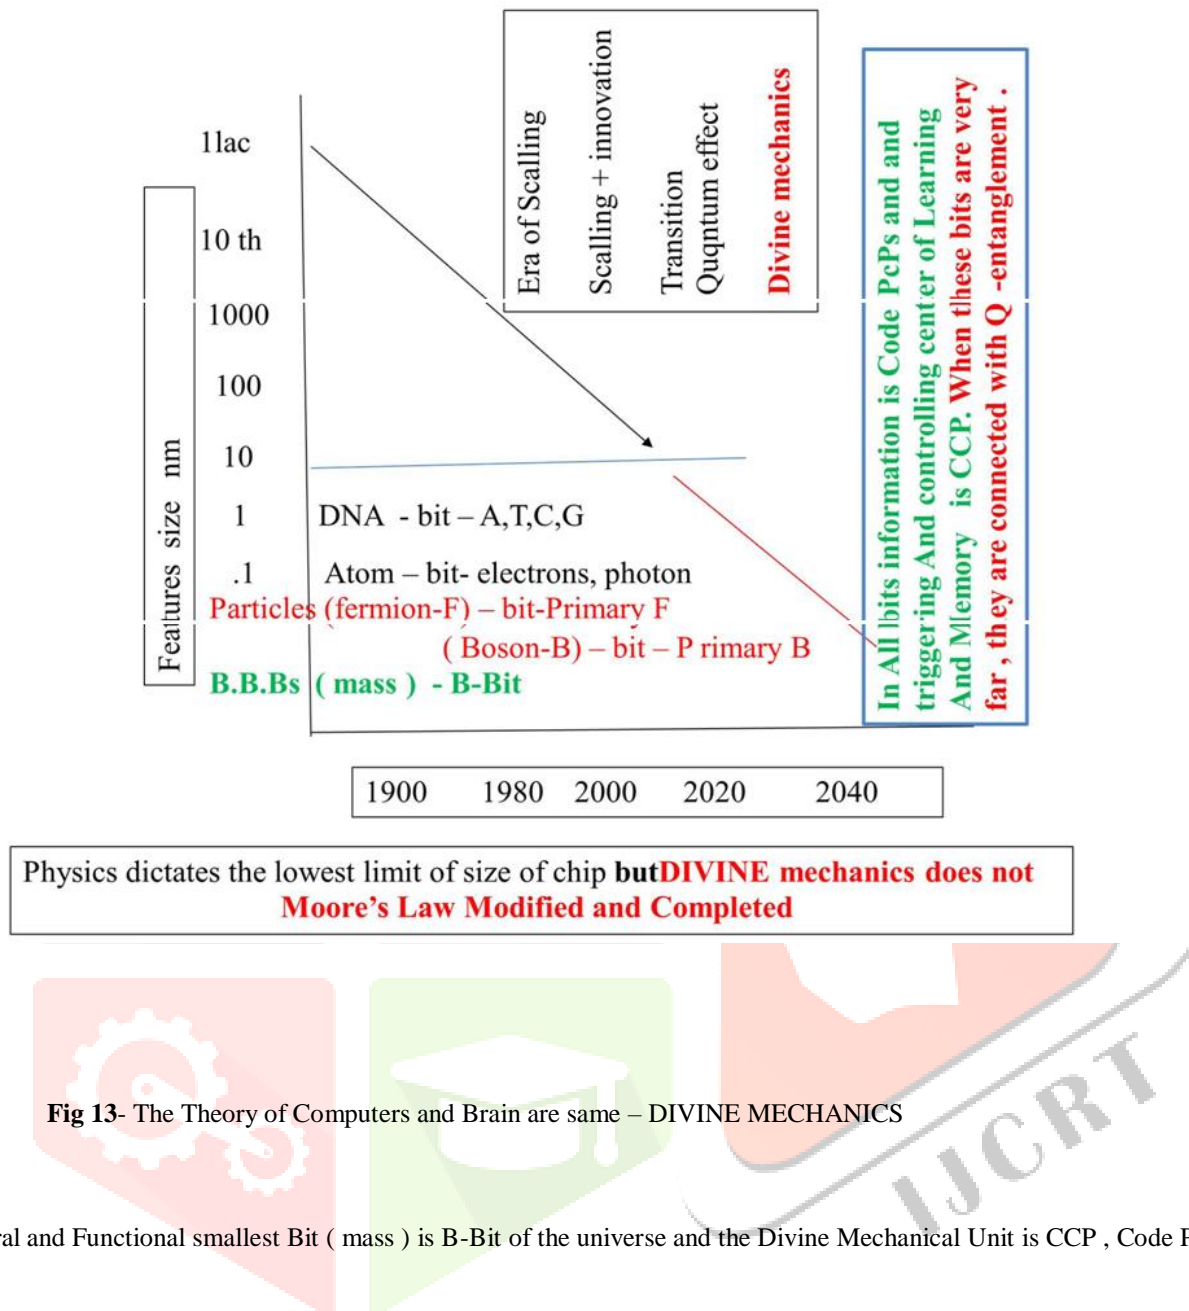 1lac
10 th
1000
100
10
1
.1
Features size nm
Era of Scalling
Scalling + innovation
Transition
Quqntum effect
Divine mechanics
In All bits information is Code PcPs and and
triggering And controlling center of Learning
And Memory is CCP. When these bits are very
far , they are connected with Q -entanglement .
DNA - bit – A,T,C,G
Atom – bit- electrons, photon
Particles (fermion-F) – bit-Primary F
( Boson-B) – bit – P rimary B
B.B.Bs ( mass ) - B-Bit
1900 1980 2000 2020 2040
Physics dictates the lowest limit of size of chip butDIVINE mechanics does not
Moore's Law Modified and Completed
Fig 13- The Theory of Computers and Brain are same – DIVINE MECHANICS
IJCRT
ral and Functional smallest Bit ( mass ) is B-Bit of the universe and the Divine Mechanical Unit is CCP , Code P